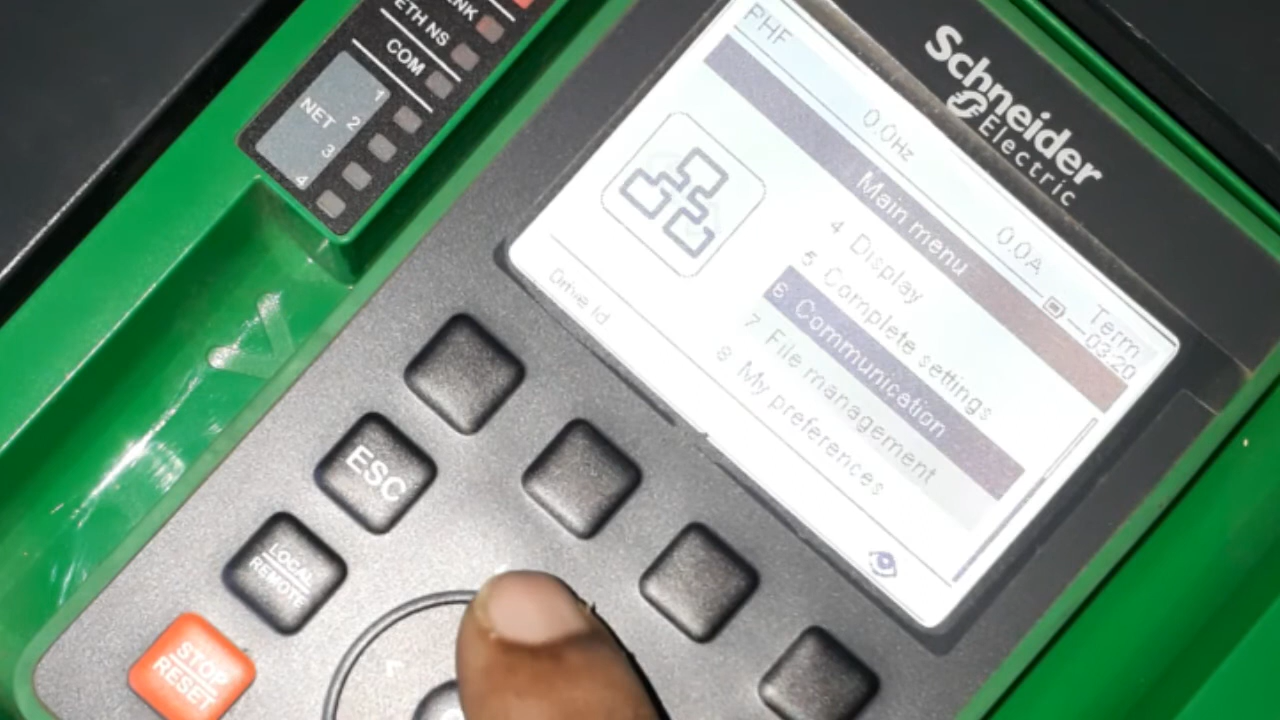 ETH NS
COM
NET
1
2
3
4
Schneider
Electric
PHF
0.0Hz
0.0A
Term
03:20
Main menu
4 Display
5 Complete settings
6 Communication
7 File management
8 My preferences
Drive Id
ESC
LOCAL
REMOTE
STOP
RESET